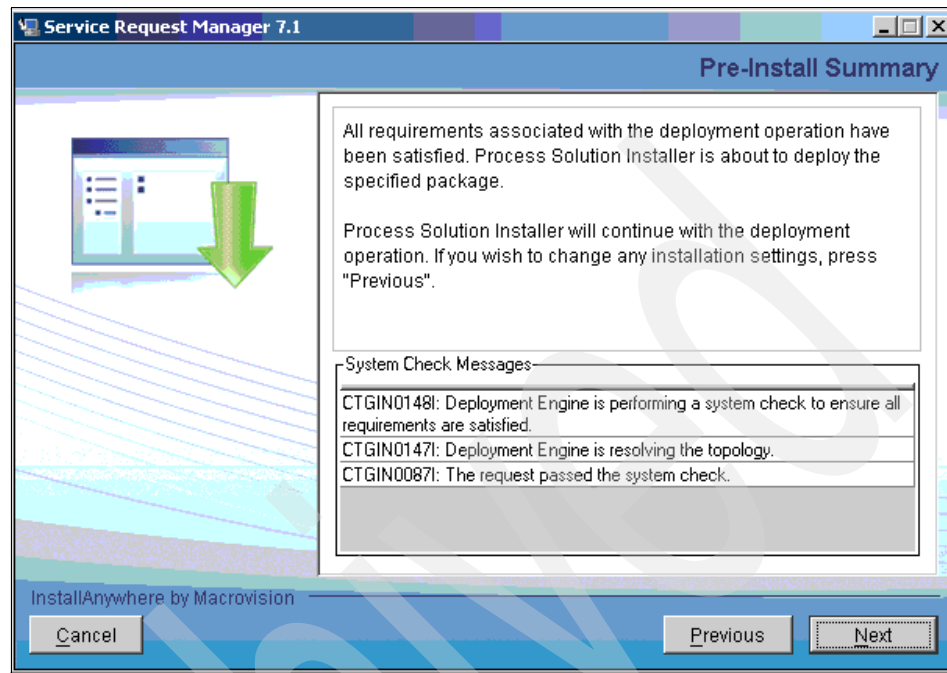 Service Request Manager 7.1
Pre-Install Summary
All requirements associated with the deployment operation have
been satisfied. Process Solution Installer is about to deploy the
specified package.
Process Solution Installer will continue with the deployment
operation. If you wish to change any installation settings, press
"Previous".
System Check Messages
CTGIN0148I: Deployment Engine is performing a system check to ensure all
requirements are satisfied.
CTGIN0147I: Deployment Engine is resolving the topology.
CTGIN0087I: The request passed the system check.
InstallAnywhere by Macrovision
Cancel
Previous
Next